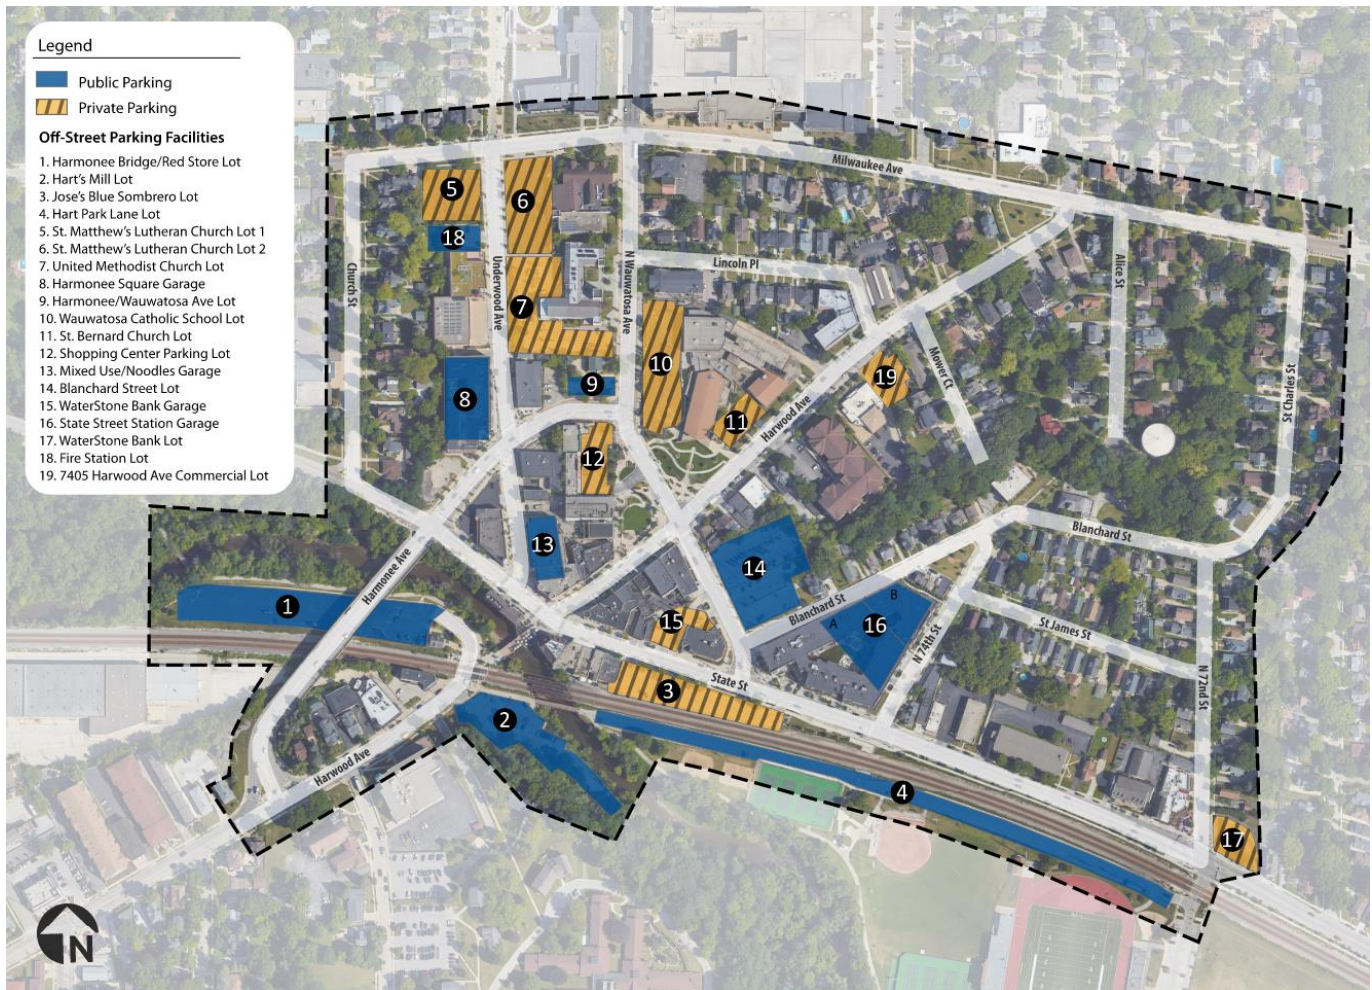 Legend
Public Parking
Private Parking
Off-Street Parking Facilities
1. Harmonee Bridge/Red Store Lot
2. Hart's Mill Lot
3. Jose's Blue Sombrero Lot
4. Hart Park Lane Lot
5. St. Matthew's Lutheran Church Lot 1
6. St. Matthew's Lutheran Church Lot 2
7. United Methodist Church Lot
8. Harmonee Square Garage
9. Harmonee/Wauwatosa Ave Lot
10. Wauwatosa Catholic School Lot
11. St. Bernard Church Lot
12. Shopping Center Parking Lot
13. Mixed Use/Noodles Garage
14. Blanchard Street Lot
15. WaterStone Bank Garage
16. State Street Station Garage
17. WaterStone Bank Lot
18. Fire Station Lot
19. 7405 Harwood Ave Commercial Lot
Milwaukee Ave
5
6
18
Church St
Underwood Ave
N Wauwatosa Ave
Lincoln Pl
Alice St
7
10
Mower Ct
19
St Charles St
9
8
11
Harwood Ave
12
13
14
Blanchard St
Harmonee Ave
1
Blanchard St
B
A
16
15
N 74th St
St James St
N 72nd St
State St
3
2
Harwood Ave
4
17
N